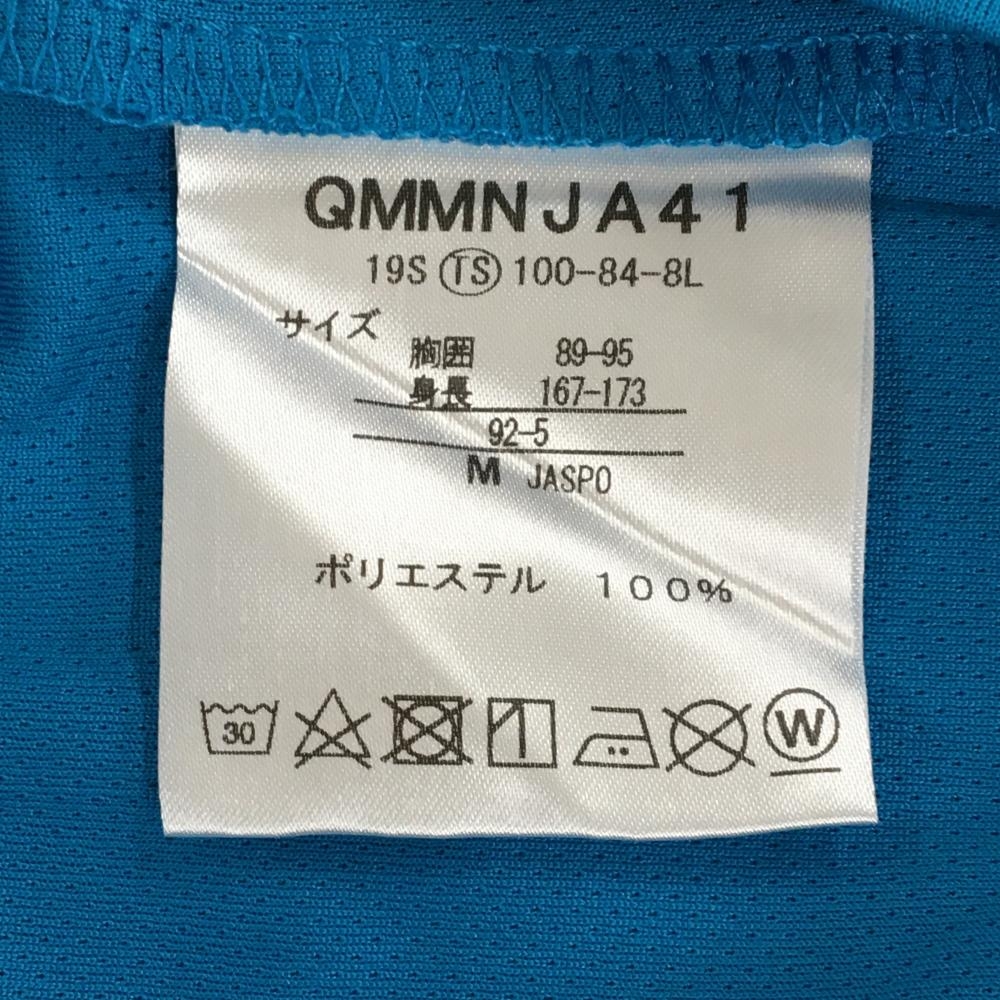 QMMNJA41
19S TS 100-84-8L
サイズ
胸囲 89-95
身長 167-173
92-5
M JASPO
ポリエステル 100%
30 W